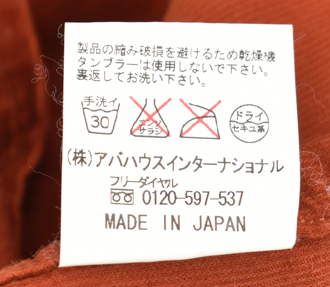 製品の縮み破損を避けるため乾燥機
タンブラーは使用しないで下さい。
裏返してお洗い下さい。
手洗イ
30
エンソ
サラシ
ドライ
セキユ系
(株)アバハウスインターナショナル
フリーダイヤル
0120-597-537
MADE IN JAPAN